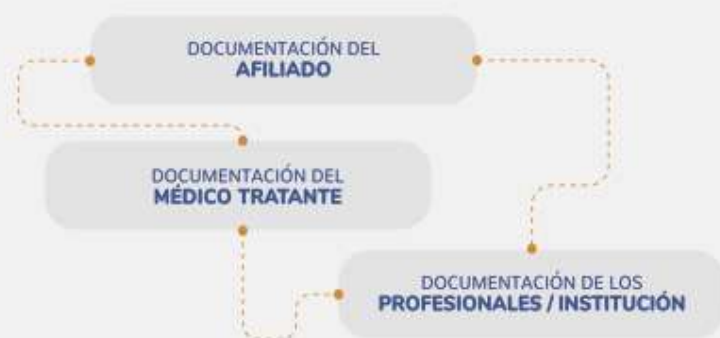 DOCUMENTACIÓN DEL
AFILIADO
DOCUMENTACIÓN DEL
MÉDICO TRATANTE
DOCUMENTACIÓN DE LOS
PROFESIONALES / INSTITUCIÓN